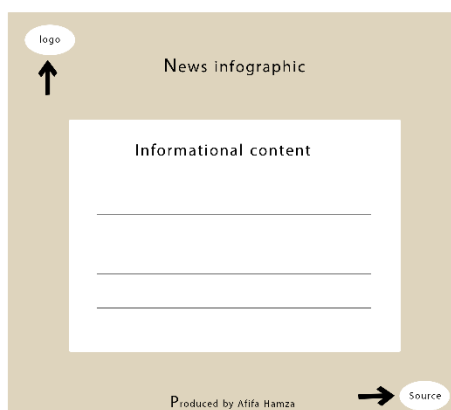 logo
News infographic
Informational content
Source
Produced by Afifa Hamza